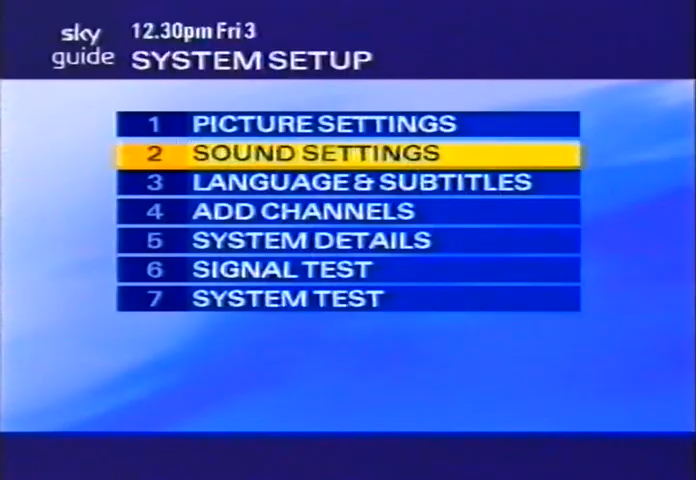 sky guide
12.30pm Fri 3
SYSTEM SETUP
1 PICTURE SETTINGS
2 SOUND SETTINGS
3 LANGUAGE & SUBTITLES
4 ADD CHANNELS
5 SYSTEM DETAILS
6 SIGNAL TEST
7 SYSTEM TEST